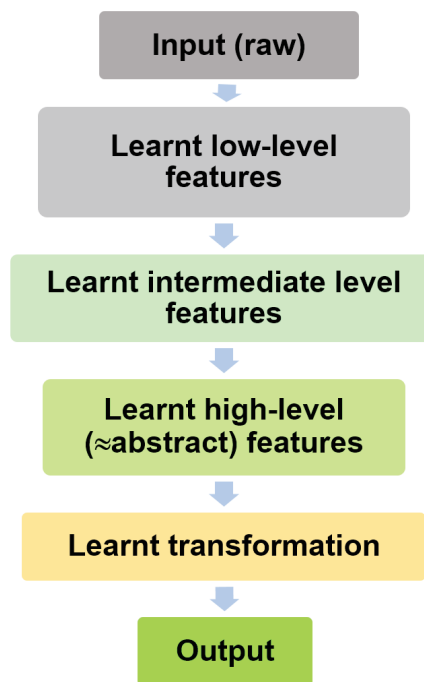 Input (raw)
Learnt low-level
features
Learnt intermediate level
features
Learnt high-level
(≈abstract) features
Learnt transformation
Output